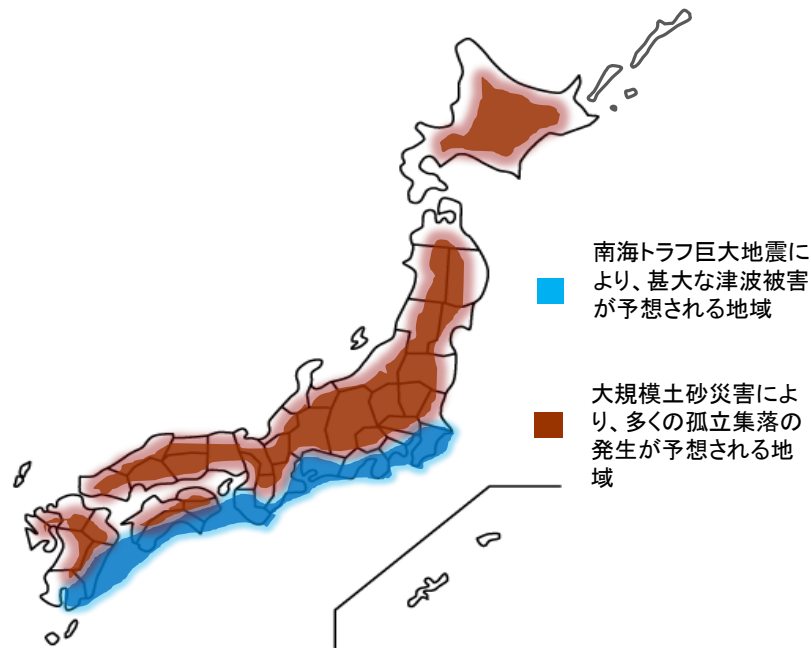 南海トラフ巨大地震に
より、甚大な津波被害
が予想される地域
大規模土砂災害によ
り、多くの孤立集落の
発生が予想される地
域